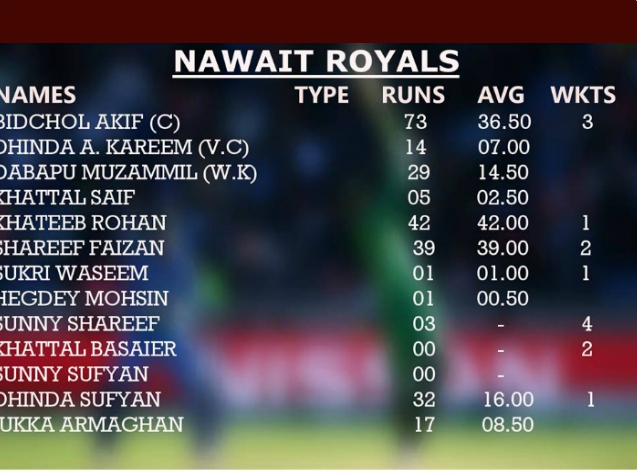 NAWAIT ROYALS
NAMES TYPE RUNS AVG WKTS
BIDCHOL AKIF (C) 73 36.50 3
DHINDA A. KAREEM (V.C) 14 07.00
DABAPU MUZAMMIL (W.K) 29 14.50
KHATTAL SAIF 05 02.50
KHATEEB ROHAN 42 42.00 1
SHAREEF FAIZAN 39 39.00 2
SUKRI WASEEM 01 01.00 1
HEGDEY MOHSIN 01 00.50
SUNNY SHAREEF 03 - 4
KHATTAL BASAIER 00 - 2
SUNNY SUFYAN 00 -
DHINDA SUFYAN 32 16.00 1
ARMAGHAN 17 08.50